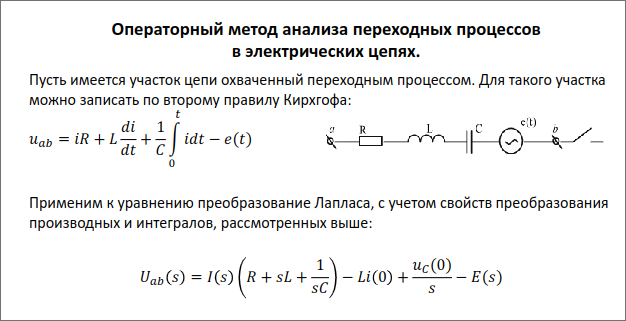 Операторный метод анализа переходных процессов
в электрических цепях.
Пусть имеется участок цепи охваченный переходным процессом. Для такого участка
можно записать по второму правилу Кирхгофа:
u_{ab} = iR + L\frac{di}{dt} + \frac{1}{C}\int_0^t idt - e(t)
a R L C e(t) b
Применим к уравнению преобразование Лапласа, с учетом свойств преобразования
производных и интегралов, рассмотренных выше:
U_{ab}(s) = I(s)\left(R + sL + \frac{1}{sC}\right) - Li(0) + \frac{u_C(0)}{s} - E(s)